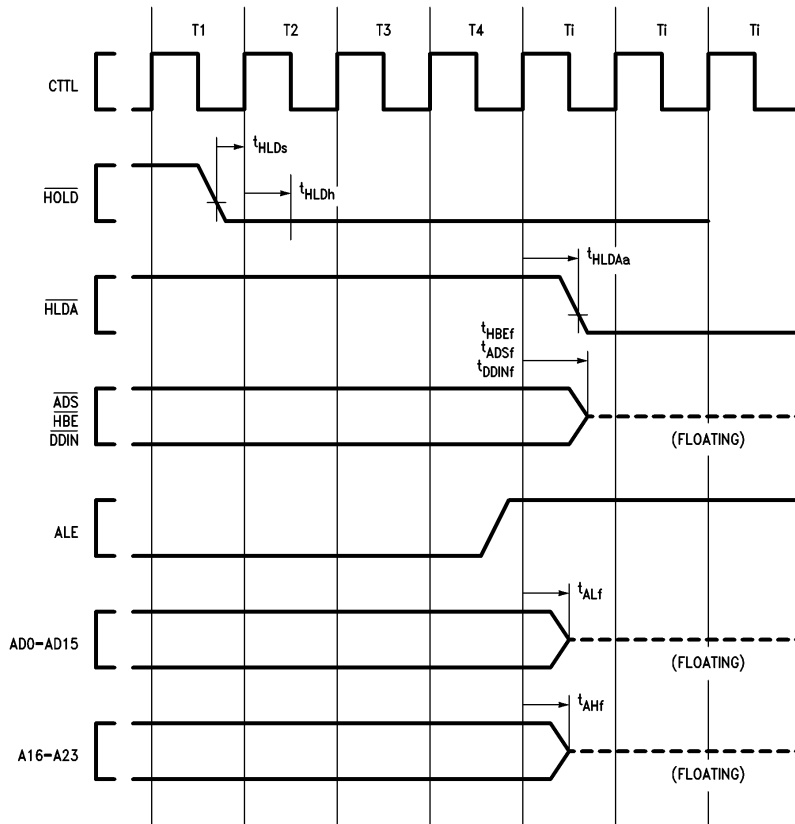 T1 T2 T3 T4 Ti Ti Ti
CTTL
tHLDs
HOLD
tHLDh
tHLDAa
HLDA
tHBEf
tADSf
tDDINf
ADS
HBE
DDIN
(FLOATING)
ALE
tALf
AD0–AD15
(FLOATING)
tAHf
A16–A23
(FLOATING)